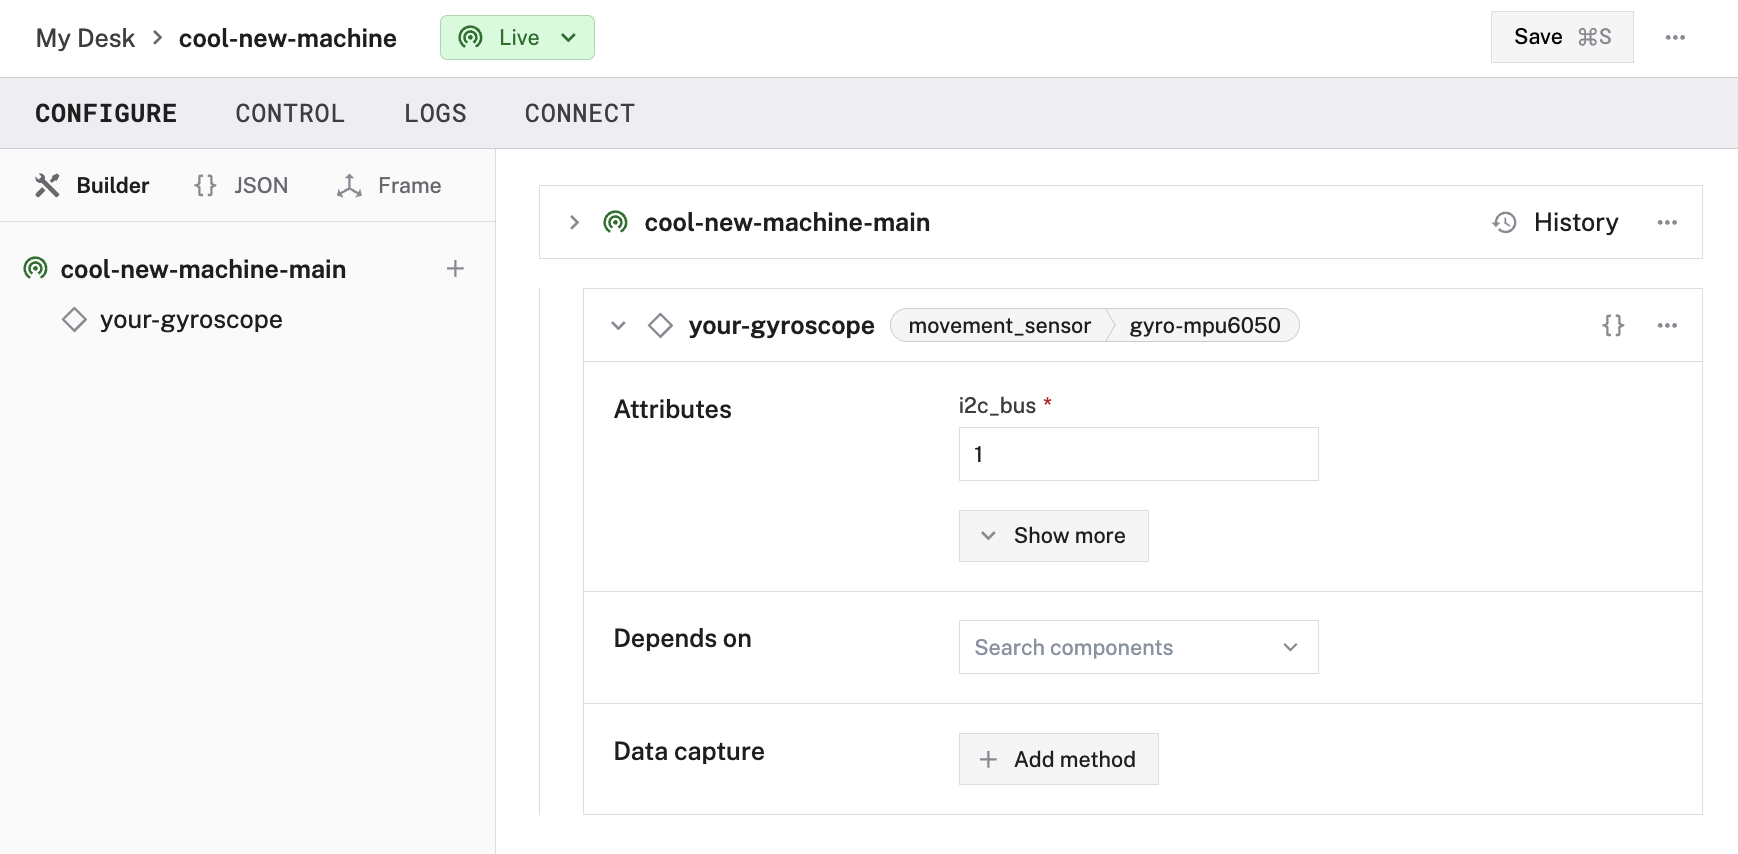 My Desk > cool-new-machine Live Save ⌘S ...
CONFIGURE CONTROL LOGS CONNECT
Builder {} JSON Frame
cool-new-machine-main +
your-gyroscope
cool-new-machine-main History ...
your-gyroscope movement_sensor gyro-mpu6050 {} ...
Attributes
i2c_bus *
1
Show more
Depends on
Search components
Data capture
+ Add method